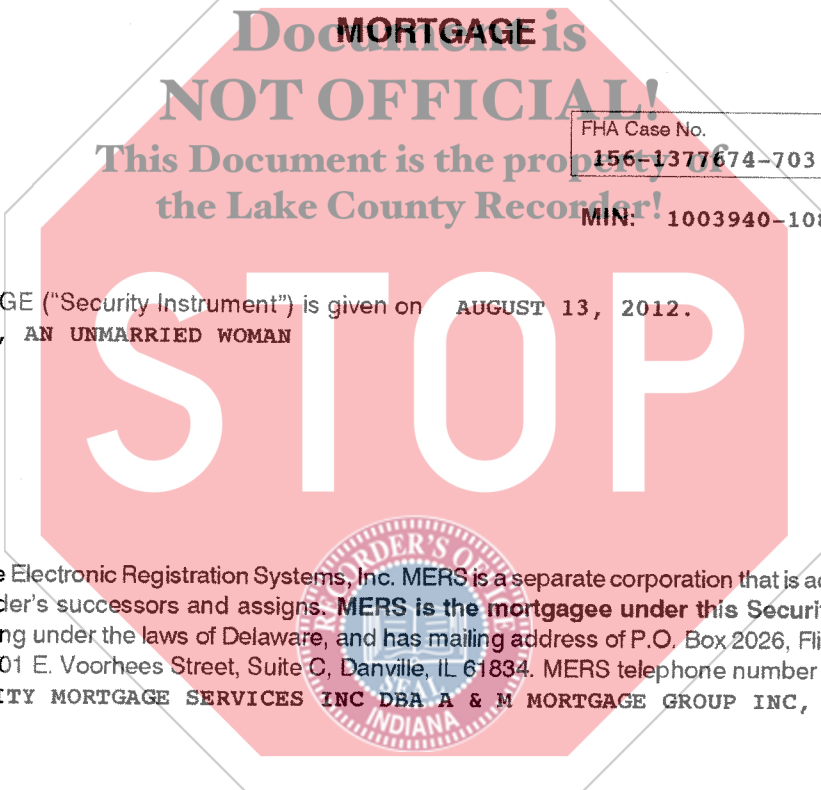 Document is
MORTGAGE
NOT OFFICIAL!
FHA Case No.
This Document is the property of
156-1377674-703
the Lake County Recorder!
MIN: 1003940-108
GE ("Security Instrument") is given on AUGUST 13, 2012.
, AN UNMARRIED WOMAN
STOP
e Electronic Registration Systems, Inc. MERS is a separate corporation that is ac
der's successors and assigns. MERS is the mortgagee under this Securit
ng under the laws of Delaware, and has mailing address of P.O. Box 2026, Fli
01 E. Voorhees Street, Suite C, Danville, IL 61834. MERS telephone number
ITY MORTGAGE SERVICES INC DBA A & M MORTGAGE GROUP INC,
RECORDER'S OFFICE
SEAL
INDIANA